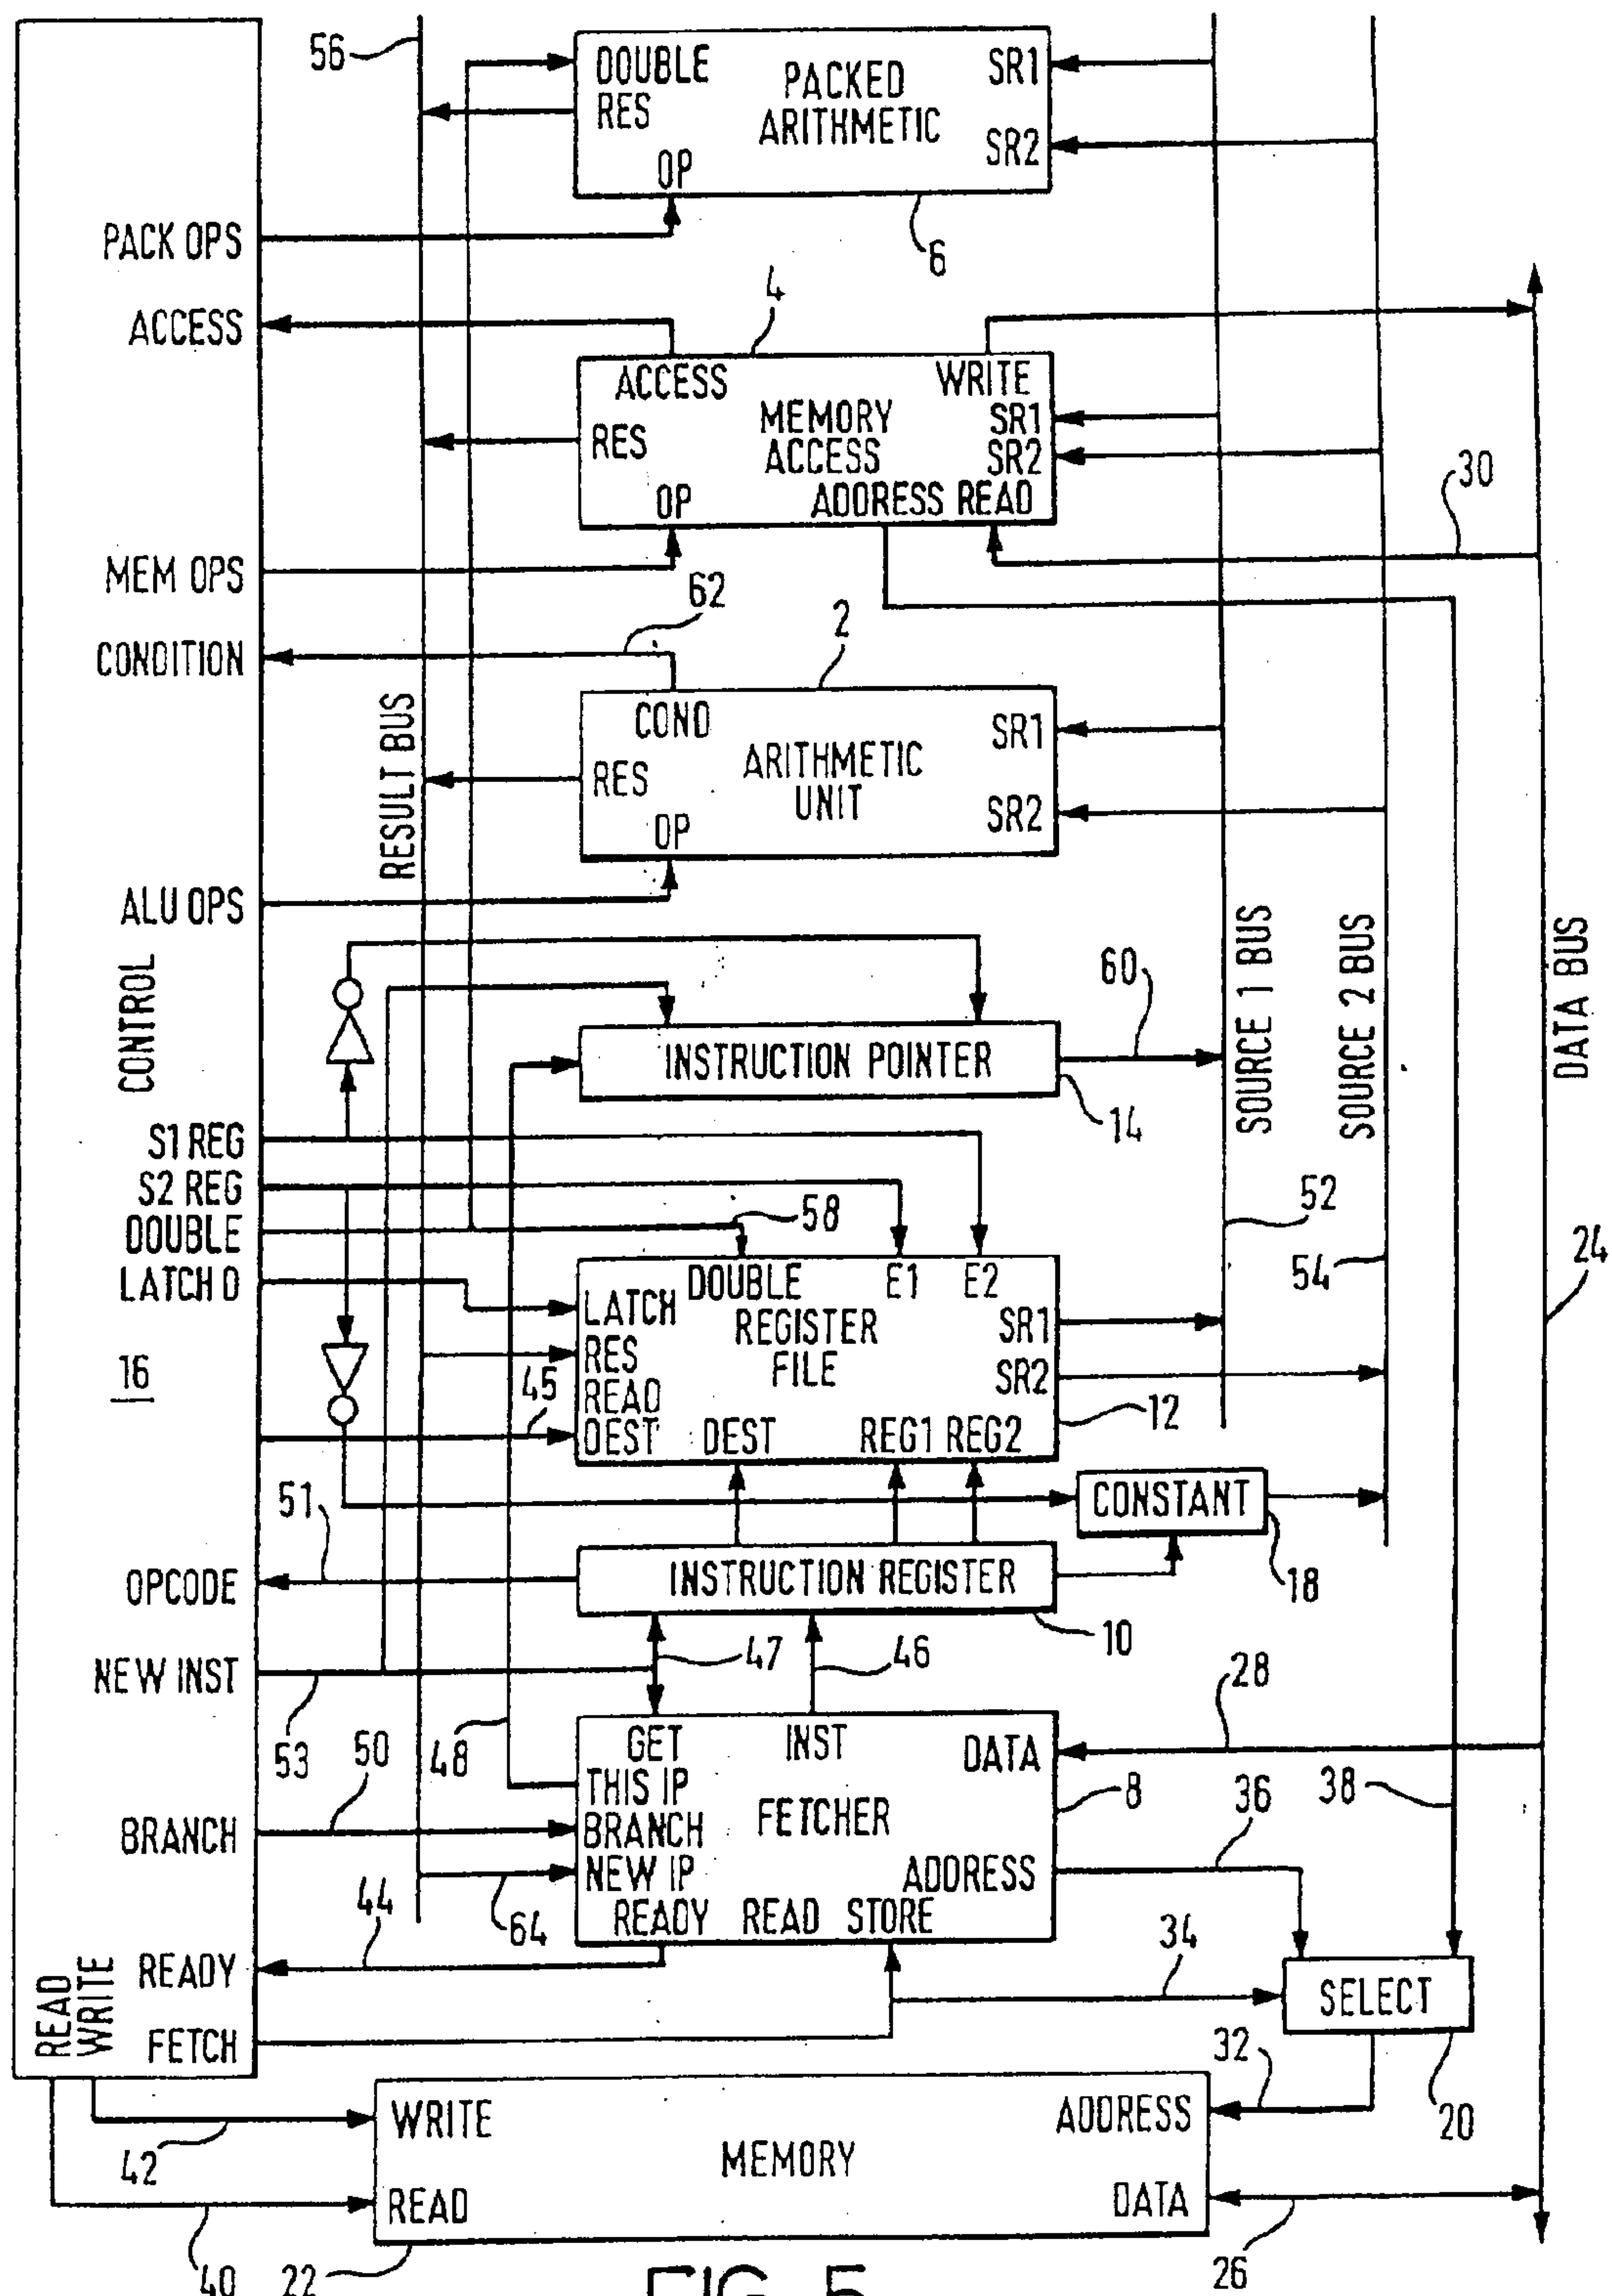 56
DOUBLE
RES
OP
PACKED
ARITHMETIC
SR1
SR2
6
PACK OPS
ACCESS
4
ACCESS
WRITE
RES
MEMORY
ACCESS
SR1
SR2
OP
ADDRESS READ
30
MEM OPS
62
CONDITION
2
COND
RES
OP
ARITHMETIC
UNIT
SR1
SR2
RESULT BUS
ALU OPS
CONTROL
60
SOURCE 1 BUS
SOURCE 2 BUS
DATA BUS
INSTRUCTION POINTER
14
S1 REG
S2 REG
DOUBLE
LATCH D
58
52
54
24
16
DOUBLE
E1
E2
LATCH
RES
READ
DEST
REGISTER
FILE
SR1
SR2
45
DEST
REG1 REG2
12
51
CONSTANT
18
OPCODE
INSTRUCTION REGISTER
10
47
46
NEW INST
53
50
48
28
GET
INST
DATA
THIS IP
BRANCH
NEW IP
FETCHER
8
36
38
BRANCH
ADDRESS
READY READ STORE
44
64
34
READY
READ
WRITE
FETCH
SELECT
32
20
WRITE
ADDRESS
MEMORY
READ
DATA
42
40
22
26
FIG. 5